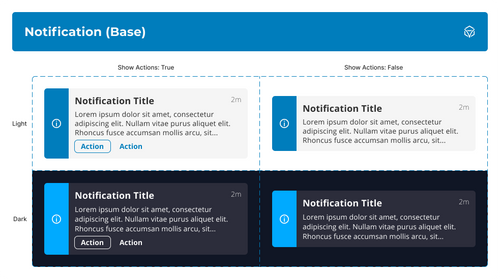 Notification (Base)
Show Actions: True
Show Actions: False
Light
Notification Title
2m
Lorem ipsum dolor sit amet, consectetur
adipiscing elit. Nullam vitae purus aliquet elit.
Rhoncus fusce accumsan mollis arcu, sit...
Action
Action
Notification Title
2m
Lorem ipsum dolor sit amet, consectetur
adipiscing elit. Nullam vitae purus aliquet elit.
Rhoncus fusce accumsan mollis arcu, sit...
Dark
Notification Title
2m
Lorem ipsum dolor sit amet, consectetur
adipiscing elit. Nullam vitae purus aliquet elit.
Rhoncus fusce accumsan mollis arcu, sit...
Action
Action
Notification Title
2m
Lorem ipsum dolor sit amet, consectetur
adipiscing elit. Nullam vitae purus aliquet elit.
Rhoncus fusce accumsan mollis arcu, sit...